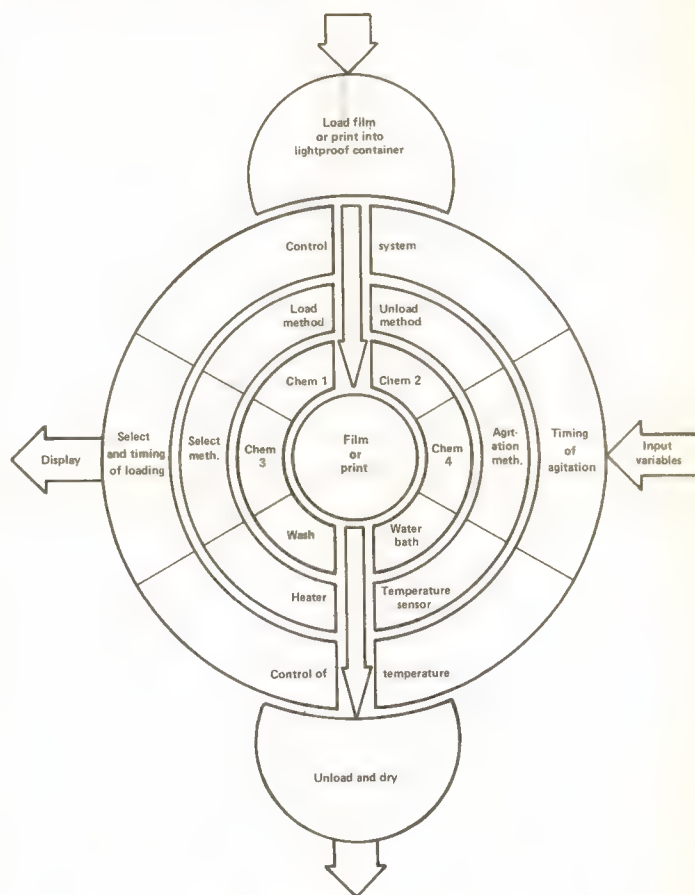 Load film
or print into
lightproof container
Control system
Load
method
Unload
method
Chem 1
Chem 2
Display
Select
and timing
of loading
Select
meth.
Chem
3
Film
or
print
Chem
4
Agit-
ation
meth.
Timing
of
agitation
Input
variables
Wash
Water
bath
Heater
Temperature
sensor
Control of temperature
Unload and dry